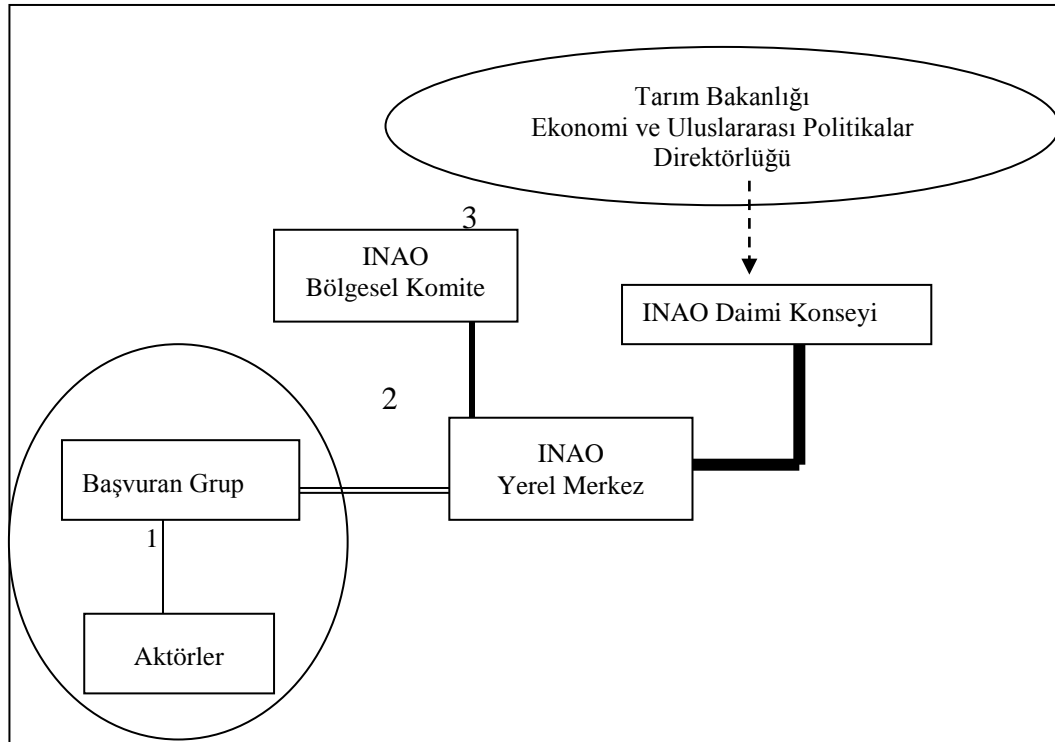 Tarım Bakanlığı
Ekonomi ve Uluslararası Politikalar
Direktörlüğü
3
INAO
Bölgesel Komite
INAO Daimi Konseyi
2
INAO
Yerel Merkez
Başvuran Grup
1
Aktörler